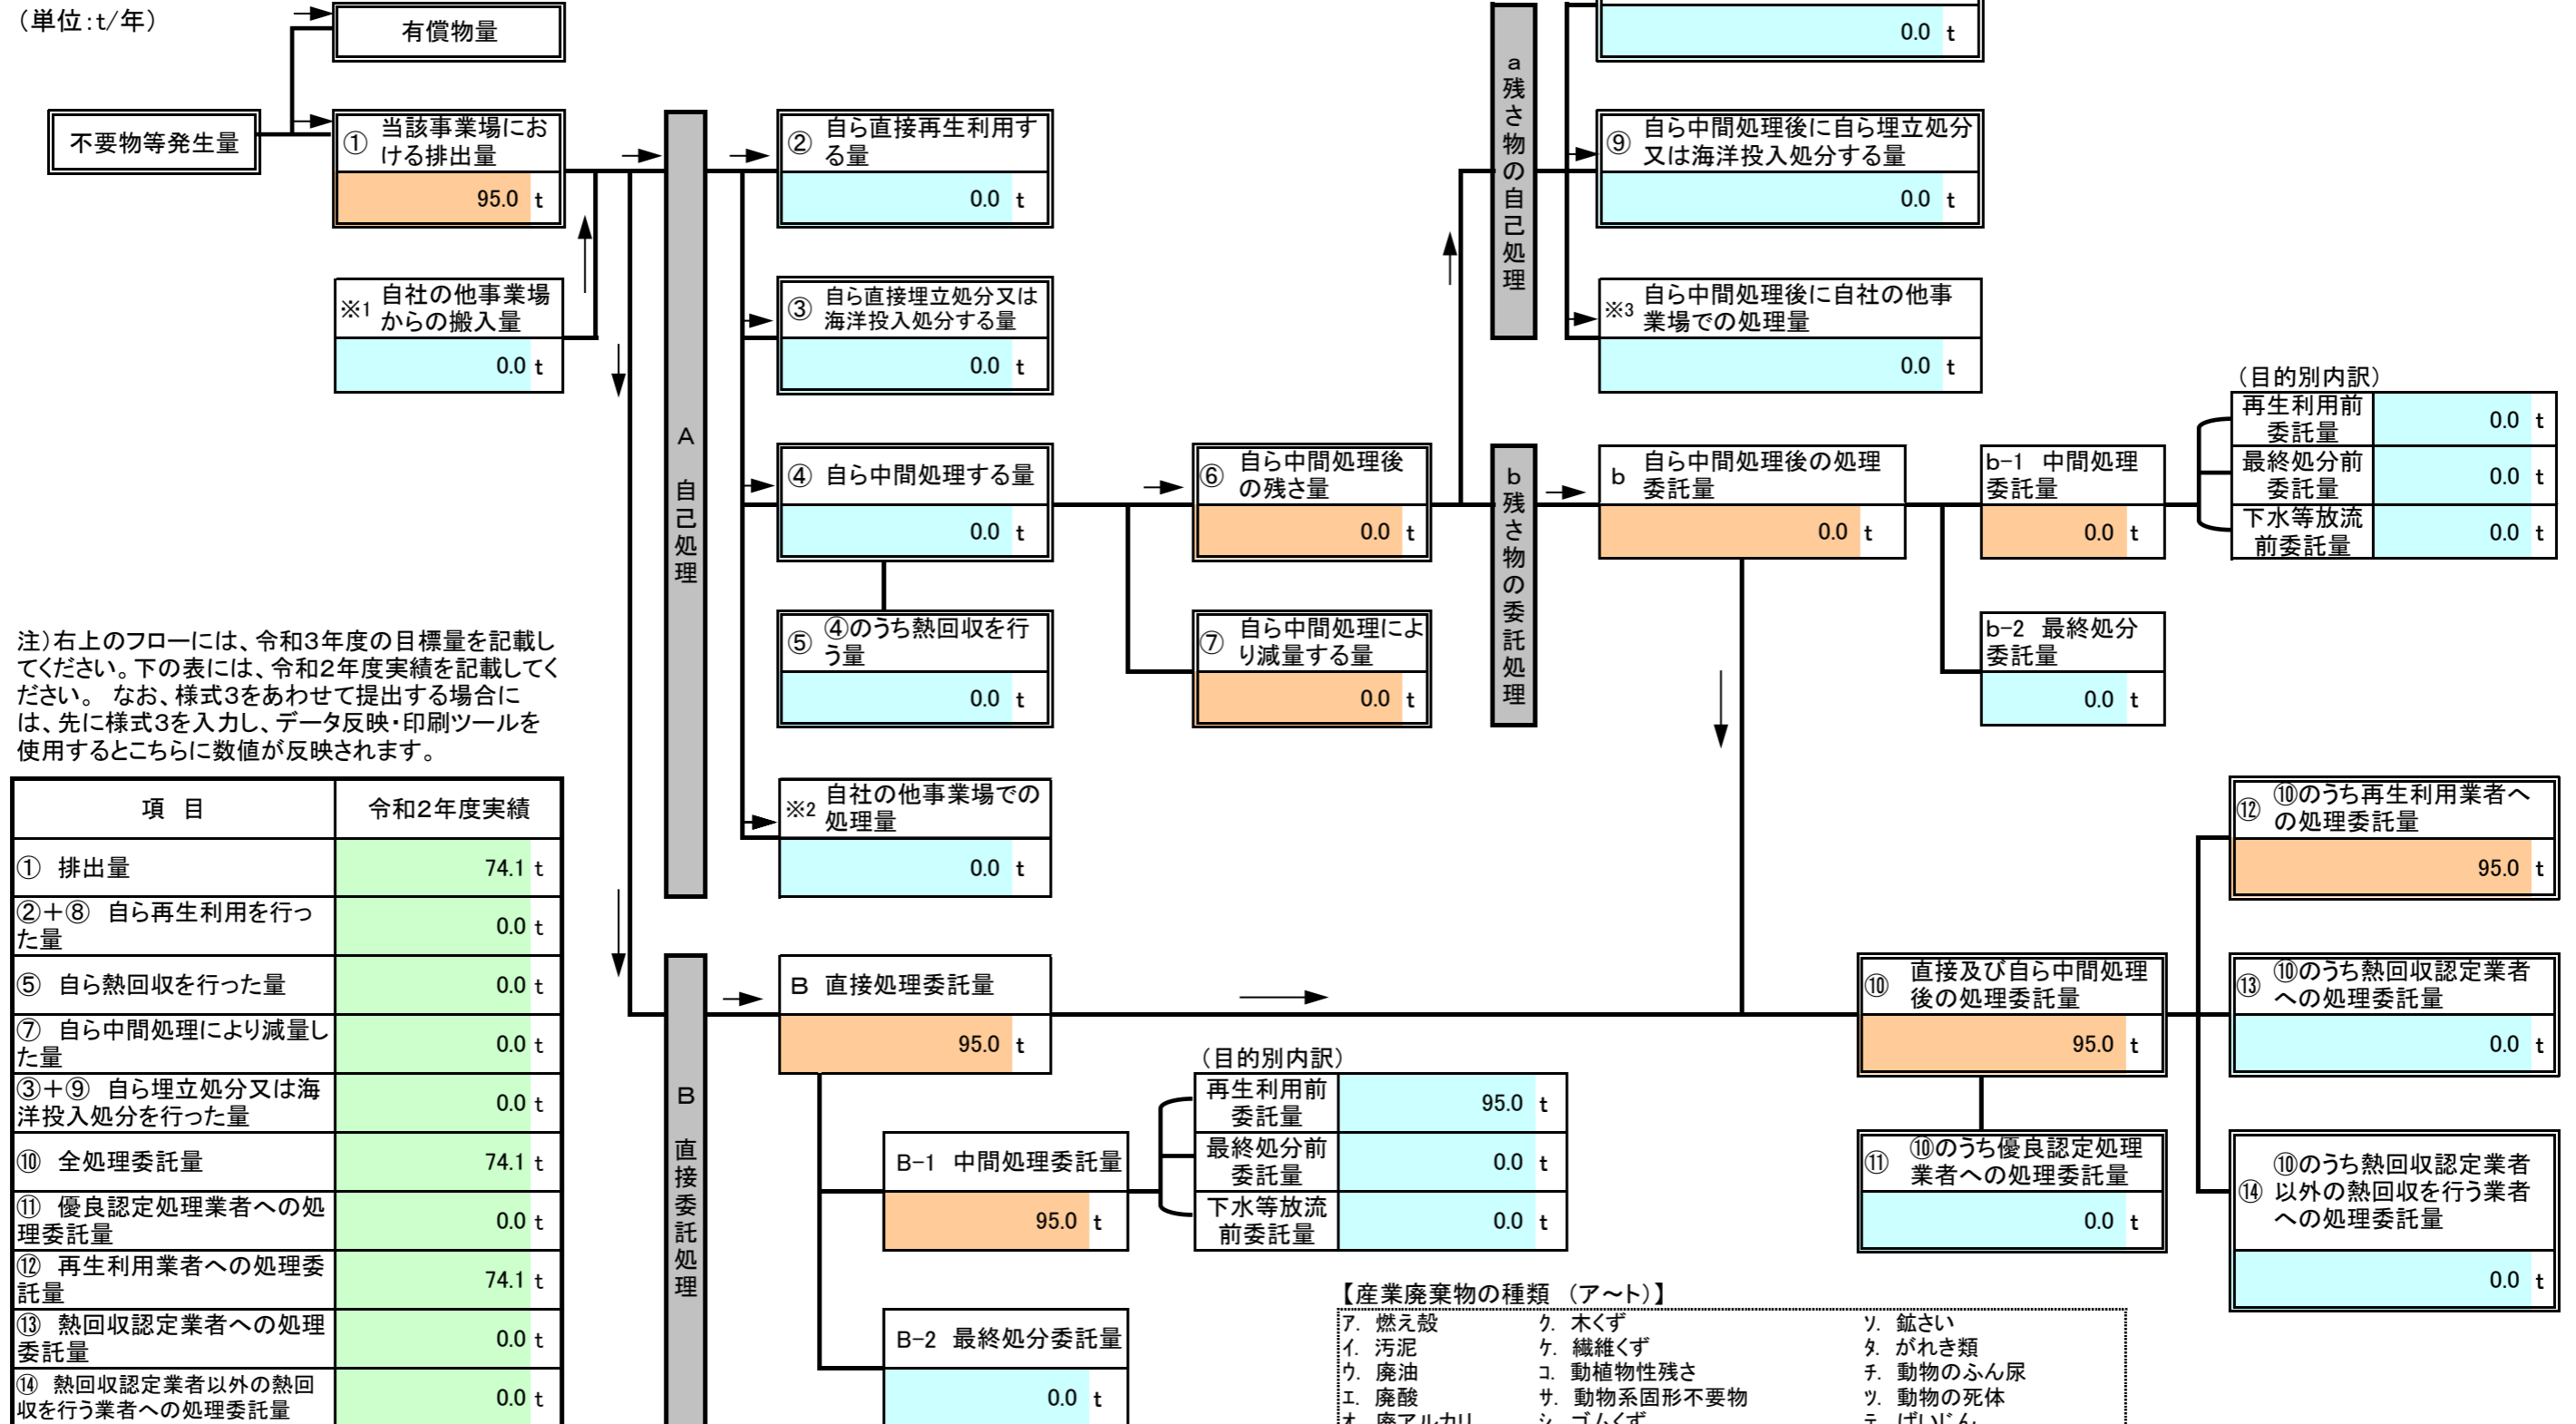 （単位：t/年）
有償物量
不要物等発生量
① 当該事業場にお
ける排出量
95.0 t
※1 自社の他事業場
からの搬入量
0.0 t
A 自己処理
② 自ら直接再生利用す
る量
0.0 t
③ 自ら直接埋立処分又は
海洋投入処分する量
0.0 t
④ 自ら中間処理する量
0.0 t
⑤ ④のうち熱回収を行
う量
0.0 t
※2 自社の他事業場での
処理量
0.0 t
⑥ 自ら中間処理後
の残さ量
0.0 t
⑦ 自ら中間処理によ
り減量する量
0.0 t
a 残さ物の自己処理
0.0 t
⑨ 自ら中間処理後に自ら埋立処分
又は海洋投入処分する量
0.0 t
※3 自ら中間処理後に自社の他事
業場での処理量
0.0 t
b 残さ物の委託処理
b 自ら中間処理後の処理
委託量
0.0 t
b-1 中間処理
委託量
0.0 t
（目的別内訳）
再生利用前
委託量
0.0 t
最終処分前
委託量
0.0 t
下水等放流
前委託量
0.0 t
b-2 最終処分
委託量
0.0 t
注）右上のフローには、令和３年度の目標量を記載し
てください。下の表には、令和２年度実績を記載してく
ださい。 なお、様式３をあわせて提出する場合に
は、先に様式３を入力し、データ反映・印刷ツールを
使用するとこちらに数値が反映されます。
項 目 令和２年度実績
① 排出量 74.1 t
②＋⑧ 自ら再生利用を行っ
た量
0.0 t
⑤ 自ら熱回収を行った量 0.0 t
⑦ 自ら中間処理により減量し
た量
0.0 t
③＋⑨ 自ら埋立処分又は海
洋投入処分を行った量
0.0 t
⑩ 全処理委託量 74.1 t
⑪ 優良認定処理業者への処
理委託量
0.0 t
⑫ 再生利用業者への処理委
託量
74.1 t
⑬ 熱回収認定業者への処理
委託量
0.0 t
⑭ 熱回収認定業者以外の熱回
収を行う業者への処理委託量
0.0 t
B 直接委託処理
B 直接処理委託量
95.0 t
B-1 中間処理委託量
95.0 t
（目的別内訳）
再生利用前
委託量
95.0 t
最終処分前
委託量
0.0 t
下水等放流
前委託量
0.0 t
B-2 最終処分委託量
0.0 t
⑩ 直接及び自ら中間処理
後の処理委託量
95.0 t
⑪ ⑩のうち優良認定処理
業者への処理委託量
0.0 t
⑫ ⑩のうち再生利用業者へ
の処理委託量
95.0 t
⑬ ⑩のうち熱回収認定業者
への処理委託量
0.0 t
⑭ ⑩のうち熱回収認定業者
以外の熱回収を行う業者
への処理委託量
0.0 t
【産業廃棄物の種類 （ア～ト）】
ｱ. 燃え殻 ｸ. 木くず ｿ. 鉱さい
ｲ. 汚泥 ｹ. 繊維くず ﾀ. がれき類
ｳ. 廃油 ｺ. 動植物性残さ ﾁ. 動物のふん尿
ｴ. 廃酸 ｻ. 動物系固形不要物 ﾂ. 動物の死体
ｵ. 廃アルカリ ｼ. ゴムくず ﾃ. ばいじん